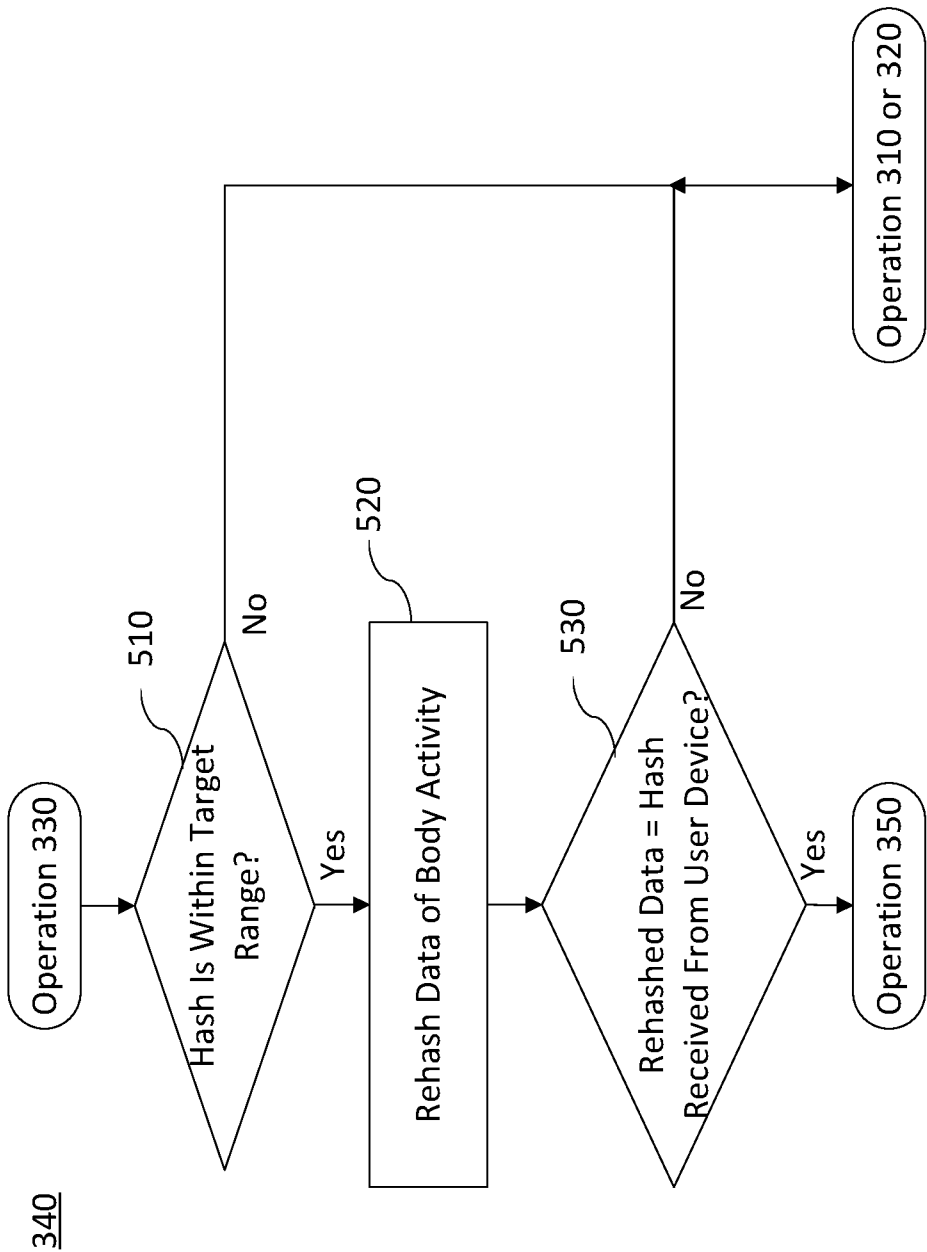 340
Operation 330
510
Hash Is Within Target
Range?
No
Yes
520
Rehash Data of Body Activity
530
Rehashed Data = Hash
Received From User Device?
No
Yes
Operation 350
Operation 310 or 320